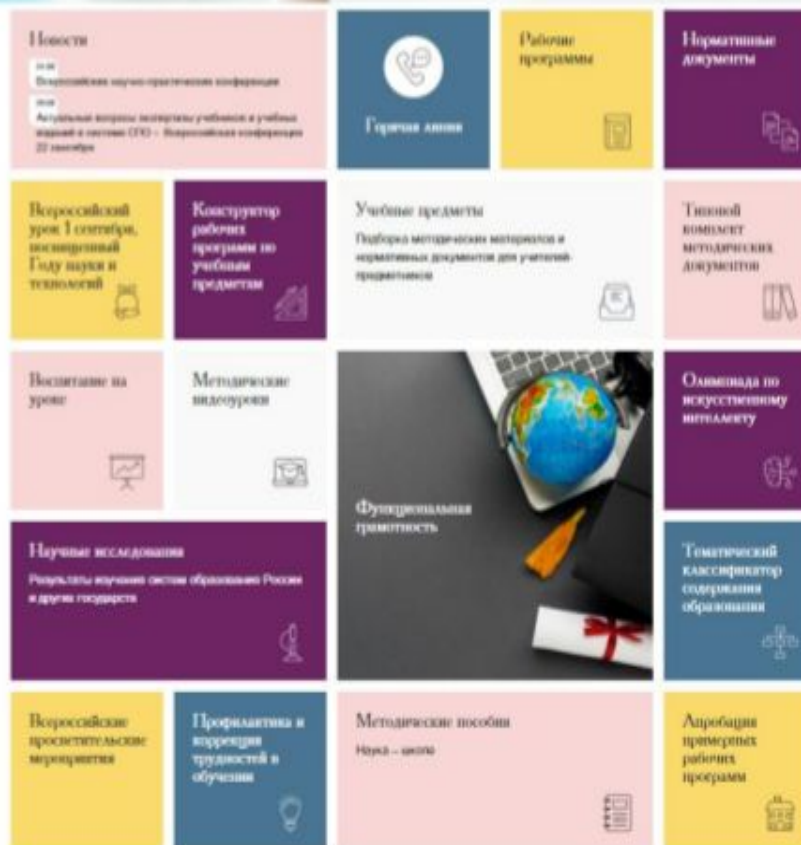 Новости
Всероссийская научно-практическая конференция
Актуальные вопросы экспертизы учебников и учебных
изданий в системе СПО – Всероссийская конференция
22 сентября
Горячая линия
Рабочие
программы
Нормативные
документы
Всероссийский
урок 1 сентября,
посвященный
Году науки и
технологий
Конструктор
рабочих
программ по
учебным
предметам
Учебные предметы
Подборка методических материалов и
нормативных документов для учителей-
предметников
Типовой
комплект
методических
документов
Воспитание на
уроке
Методические
видеоуроки
Функциональная
грамотность
Олимпиада по
искусственному
интеллекту
Научные исследования
Результаты изучения систем образования России
и других государств
Тематический
классификатор
содержания
образования
Всероссийские
просветительские
мероприятия
Профилактика и
коррекция
трудностей в
обучении
Методические пособия
Наука – школе
Апробация
примерных
рабочих
программ